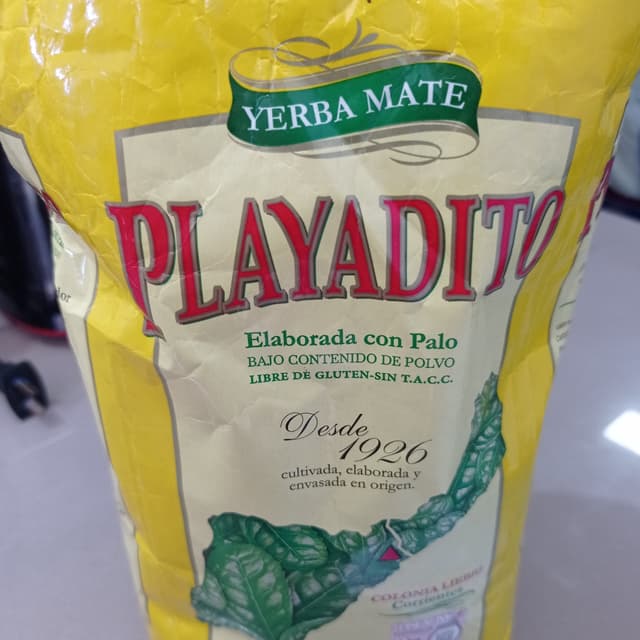 YERBA MATE
PLAYADITO
Elaborada con Palo
BAJO CONTENIDO DE POLVO
LIBRE DE GLUTEN-SIN T.A.C.C.
Desde
1926
cultivada, elaborada y
envasada en origen.
COLONIA LIEBIG
Corrientes